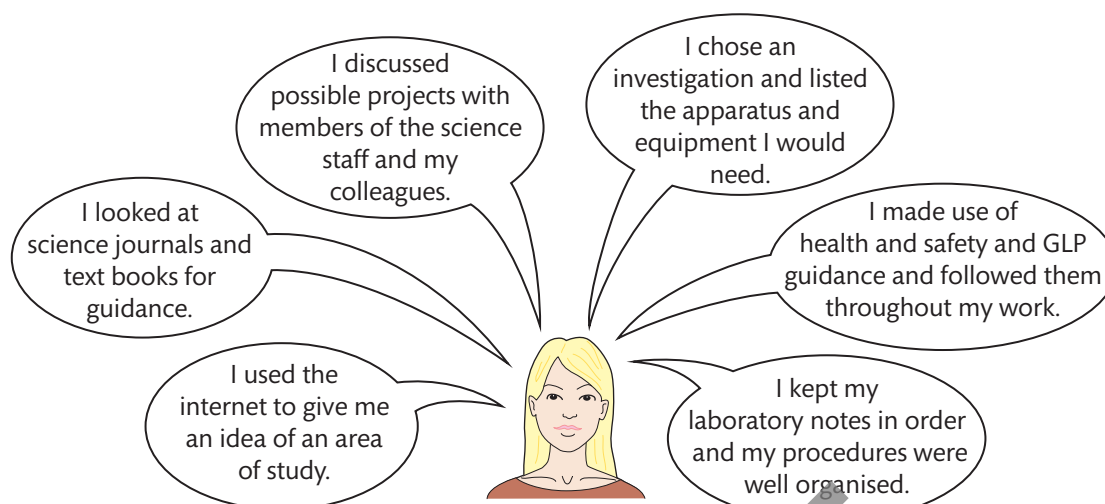 I used the
internet to give me
an idea of an area
of study.
I looked at
science journals and
text books for
guidance.
I discussed
possible projects with
members of the science
staff and my
colleagues.
I chose an
investigation and listed
the apparatus and
equipment I would
need.
I made use of
health and safety and GLP
guidance and followed them
throughout my work.
I kept my
laboratory notes in order
and my procedures were
well organised.